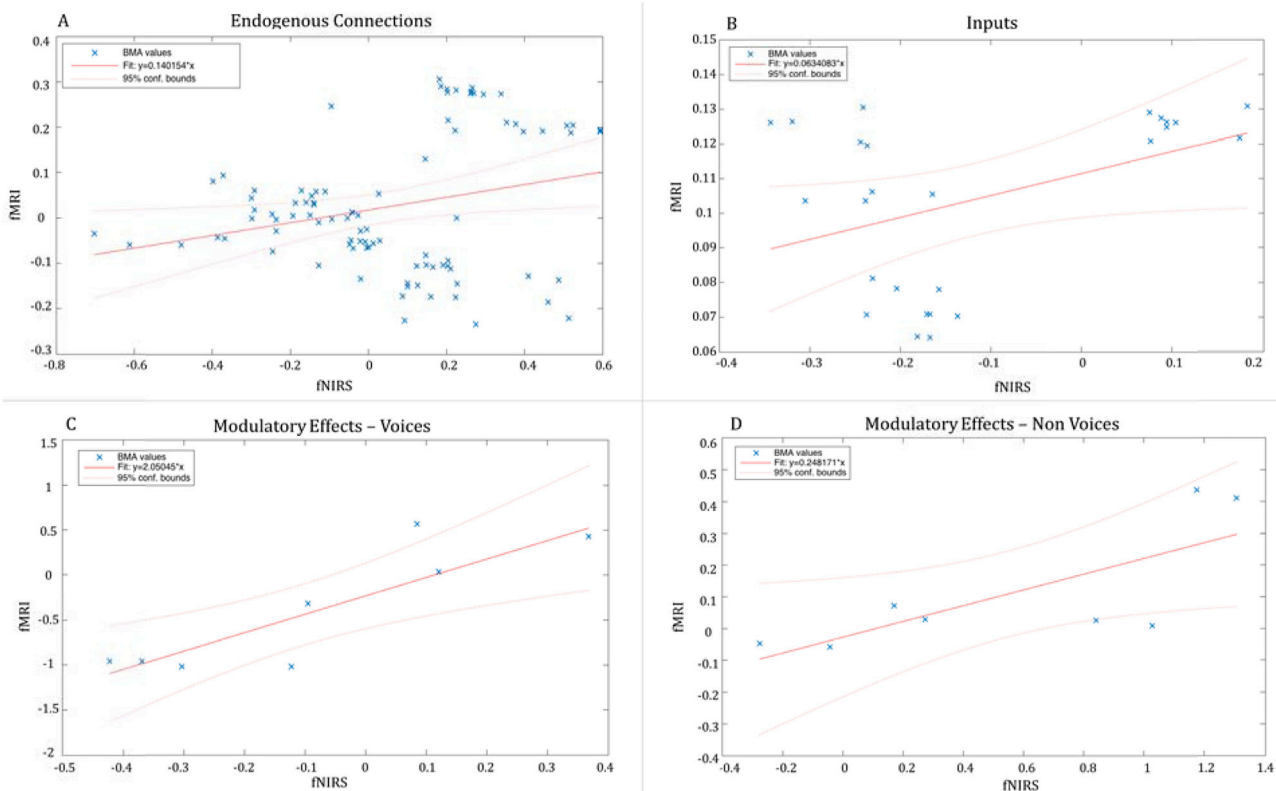 A
Endogenous Connections
BMA values
Fit: y=0.140154*x
95% conf. bounds
0.4
0.3
0.2
0.1
0
-0.1
-0.2
-0.3
fMRI
-0.8
-0.6
-0.4
-0.2
0
0.2
0.4
0.6
fNIRS
B
Inputs
BMA values
Fit: y=0.0634083*x
95% conf. bounds
0.15
0.14
0.13
0.12
0.11
0.1
0.09
0.08
0.07
0.06
fMRI
-0.4
-0.3
-0.2
-0.1
0
0.1
0.2
fNIRS
C
Modulatory Effects – Voices
BMA values
Fit: y=2.05045*x
95% conf. bounds
1.5
1
0.5
0
-0.5
-1
-1.5
-2
fMRI
-0.5
-0.4
-0.3
-0.2
-0.1
0
0.1
0.2
0.3
0.4
fNIRS
D
Modulatory Effects – Non Voices
BMA values
Fit: y=0.248171*x
95% conf. bounds
0.6
0.5
0.4
0.3
0.2
0.1
0
-0.1
-0.2
-0.3
-0.4
fMRI
-0.4
-0.2
0
0.2
0.4
0.6
0.8
1
1.2
1.4
fNIRS